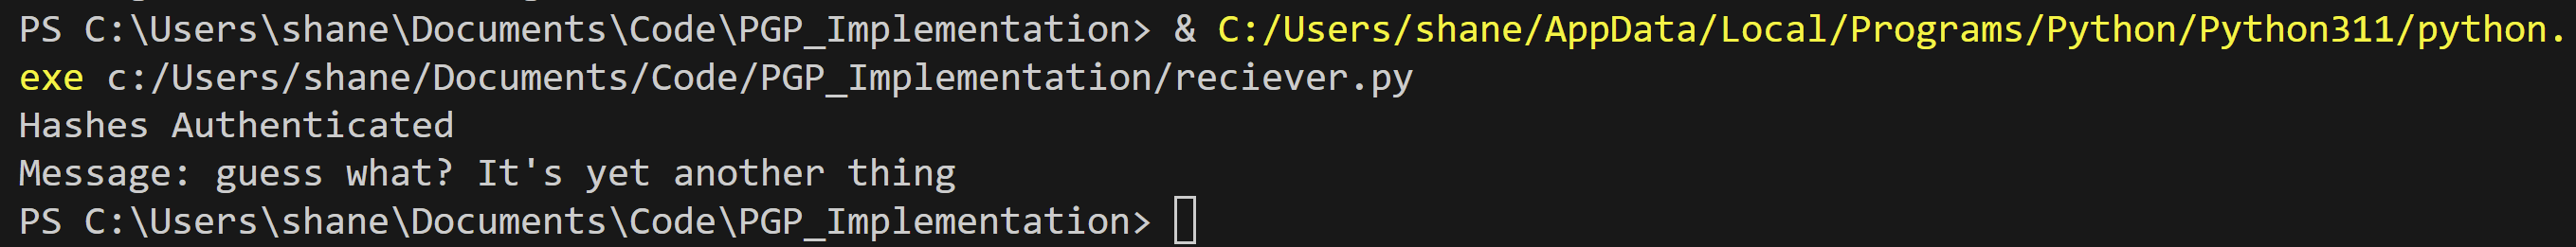 PS C:\Users\shane\Documents\Code\PGP_Implementation> & C:/Users/shane/AppData/Local/Programs/Python/Python311/python.
exe c:/Users/shane/Documents/Code/PGP_Implementation/reciever.py
Hashes Authenticated
Message: guess what? It's yet another thing
PS C:\Users\shane\Documents\Code\PGP_Implementation>